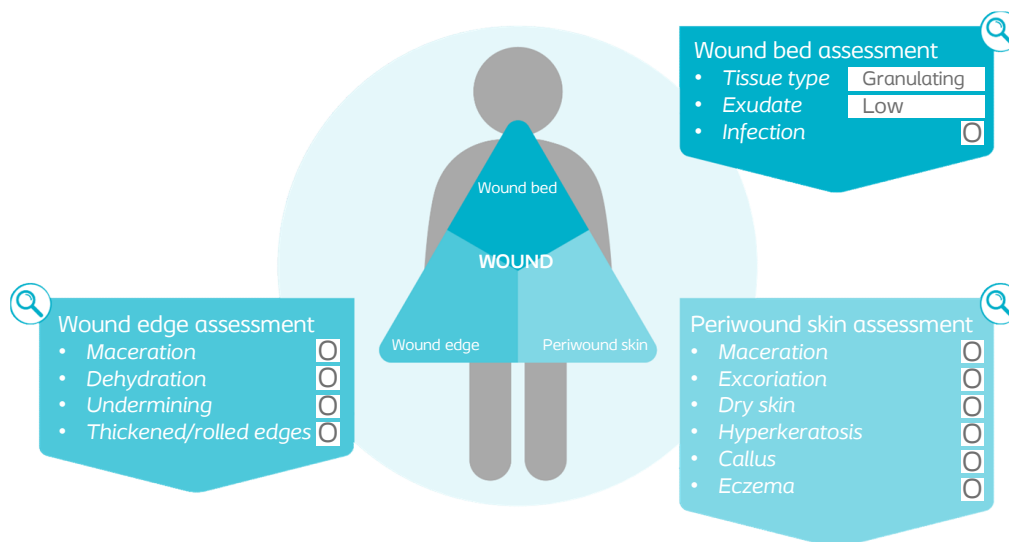 Wound bed assessment
• Tissue type Granulating
• Exudate Low
• Infection O
Wound bed
WOUND
Wound edge
Periwound skin
Wound edge assessment
• Maceration O
• Dehydration O
• Undermining O
• Thickened/rolled edges O
Periwound skin assessment
• Maceration O
• Excoriation O
• Dry skin O
• Hyperkeratosis O
• Callus O
• Eczema O